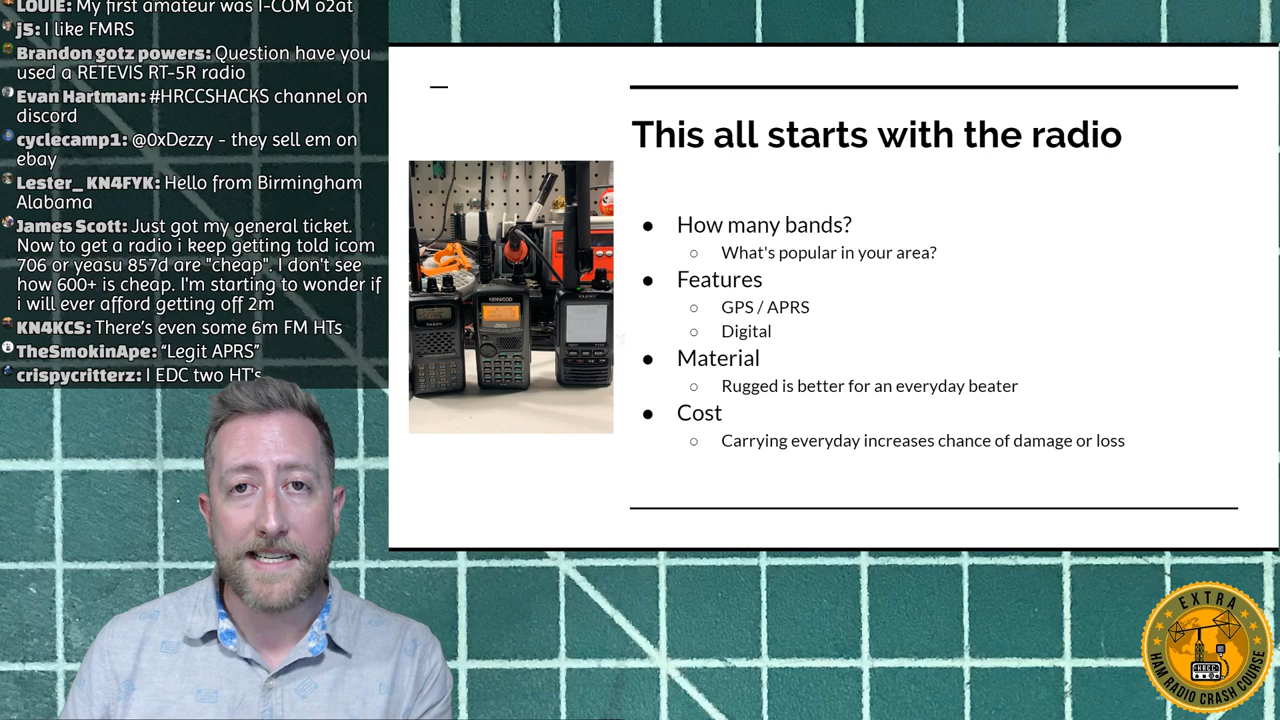 LOUIE: My first amateur was I-COM o2at
jS: I like FMRS
Brandon gotz powers: Question have you
used a RETEVIS RT-5R radio
Evan Hartman: #HRCCSHACKS channel on
discord
cyclecamp1: @0xDezzy - they sell em on
ebay
Lester_ KN4FYK: Hello from Birmingham
Alabama
James Scott: Just got my general ticket.
Now to get a radio i keep getting told icom
706 or yeasu 857d are "cheap". I don't see
how 600+ is cheap. I'm starting to wonder if
i will ever afford getting off 2m
KN4KCS: There's even some 6m FM HTs
TheSmokinApe: “Legit APRS”
crispycritterz: I EDC two HT's
This all starts with the radio
KENWOOD
• How many bands?
○ What's popular in your area?
• Features
○ GPS / APRS
○ Digital
• Material
○ Rugged is better for an everyday beater
• Cost
○ Carrying everyday increases chance of damage or loss
EXTRA
HRCC
HAM RADIO CRASH COURSE